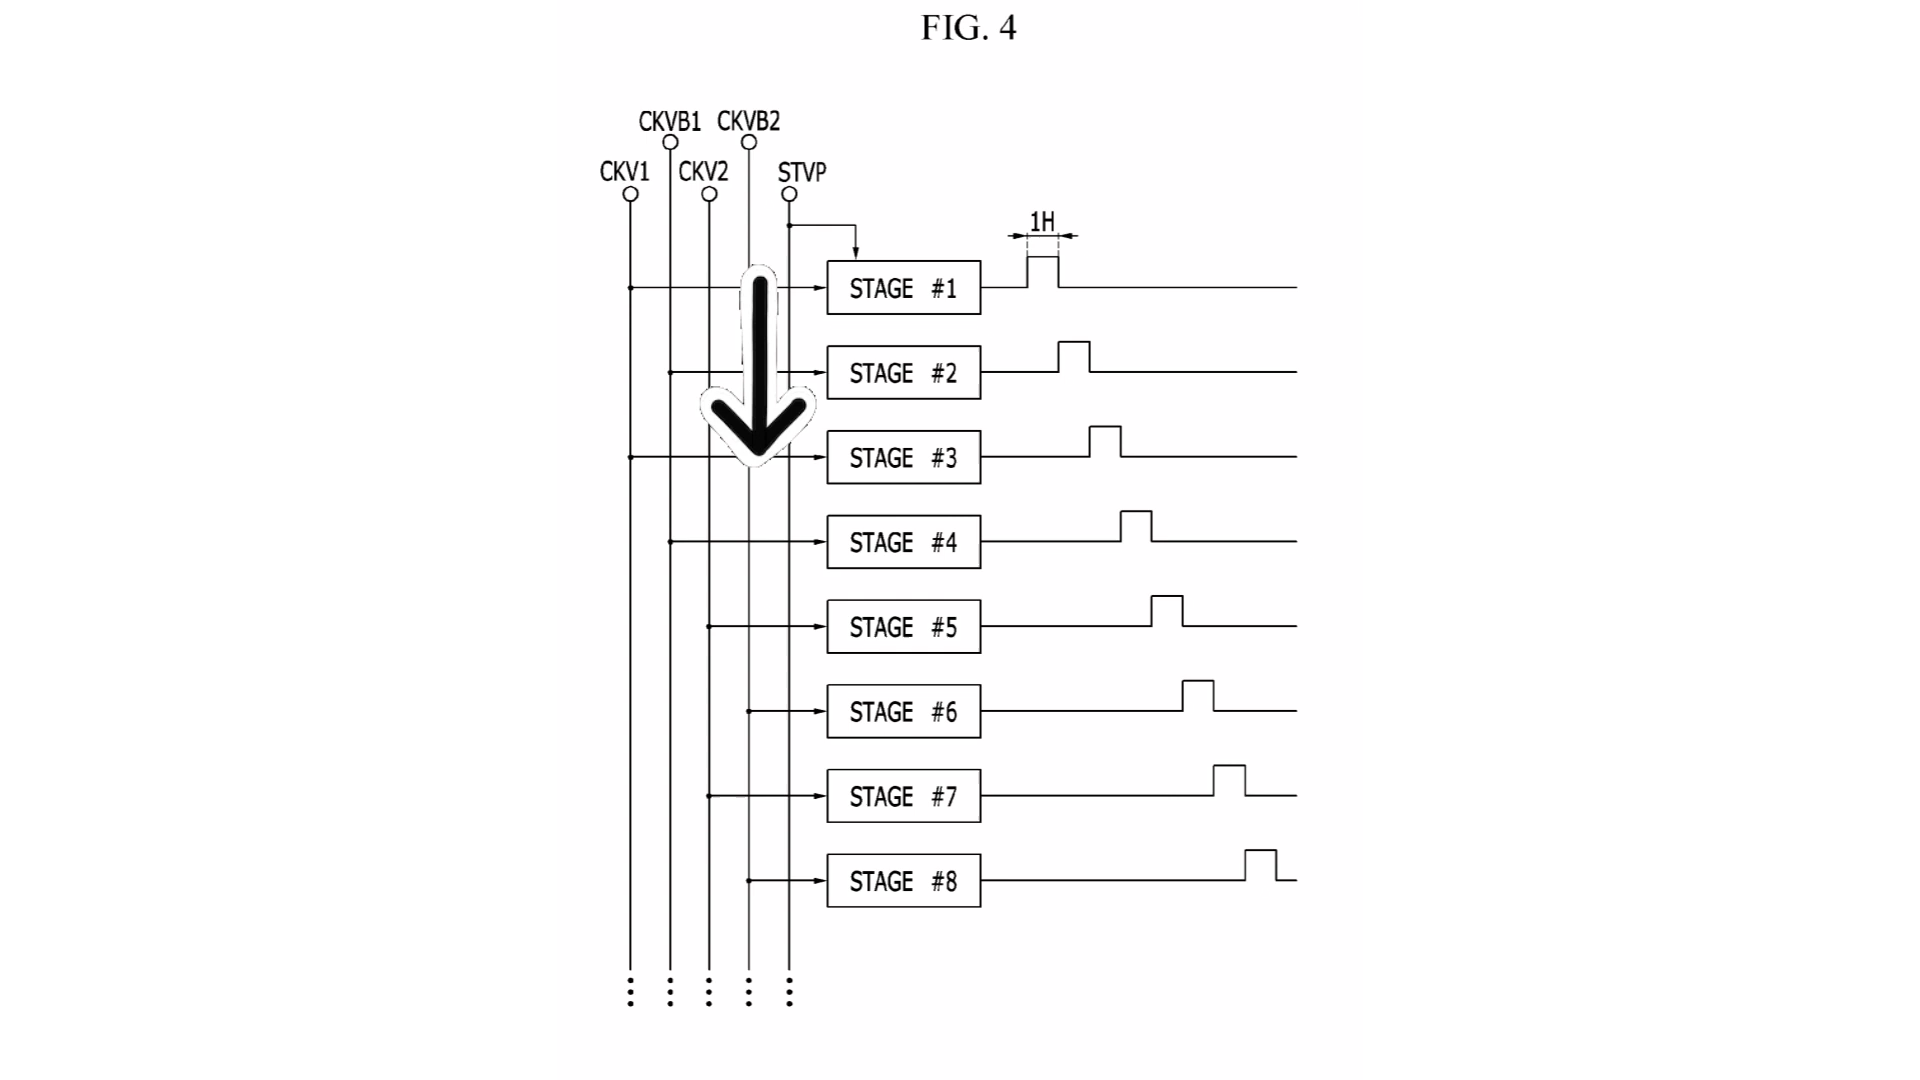 FIG. 4
CKVB1 CKVB2
CKV1 CKV2 STVP
1H
STAGE #1
STAGE #2
STAGE #3
STAGE #4
STAGE #5
STAGE #6
STAGE #7
STAGE #8